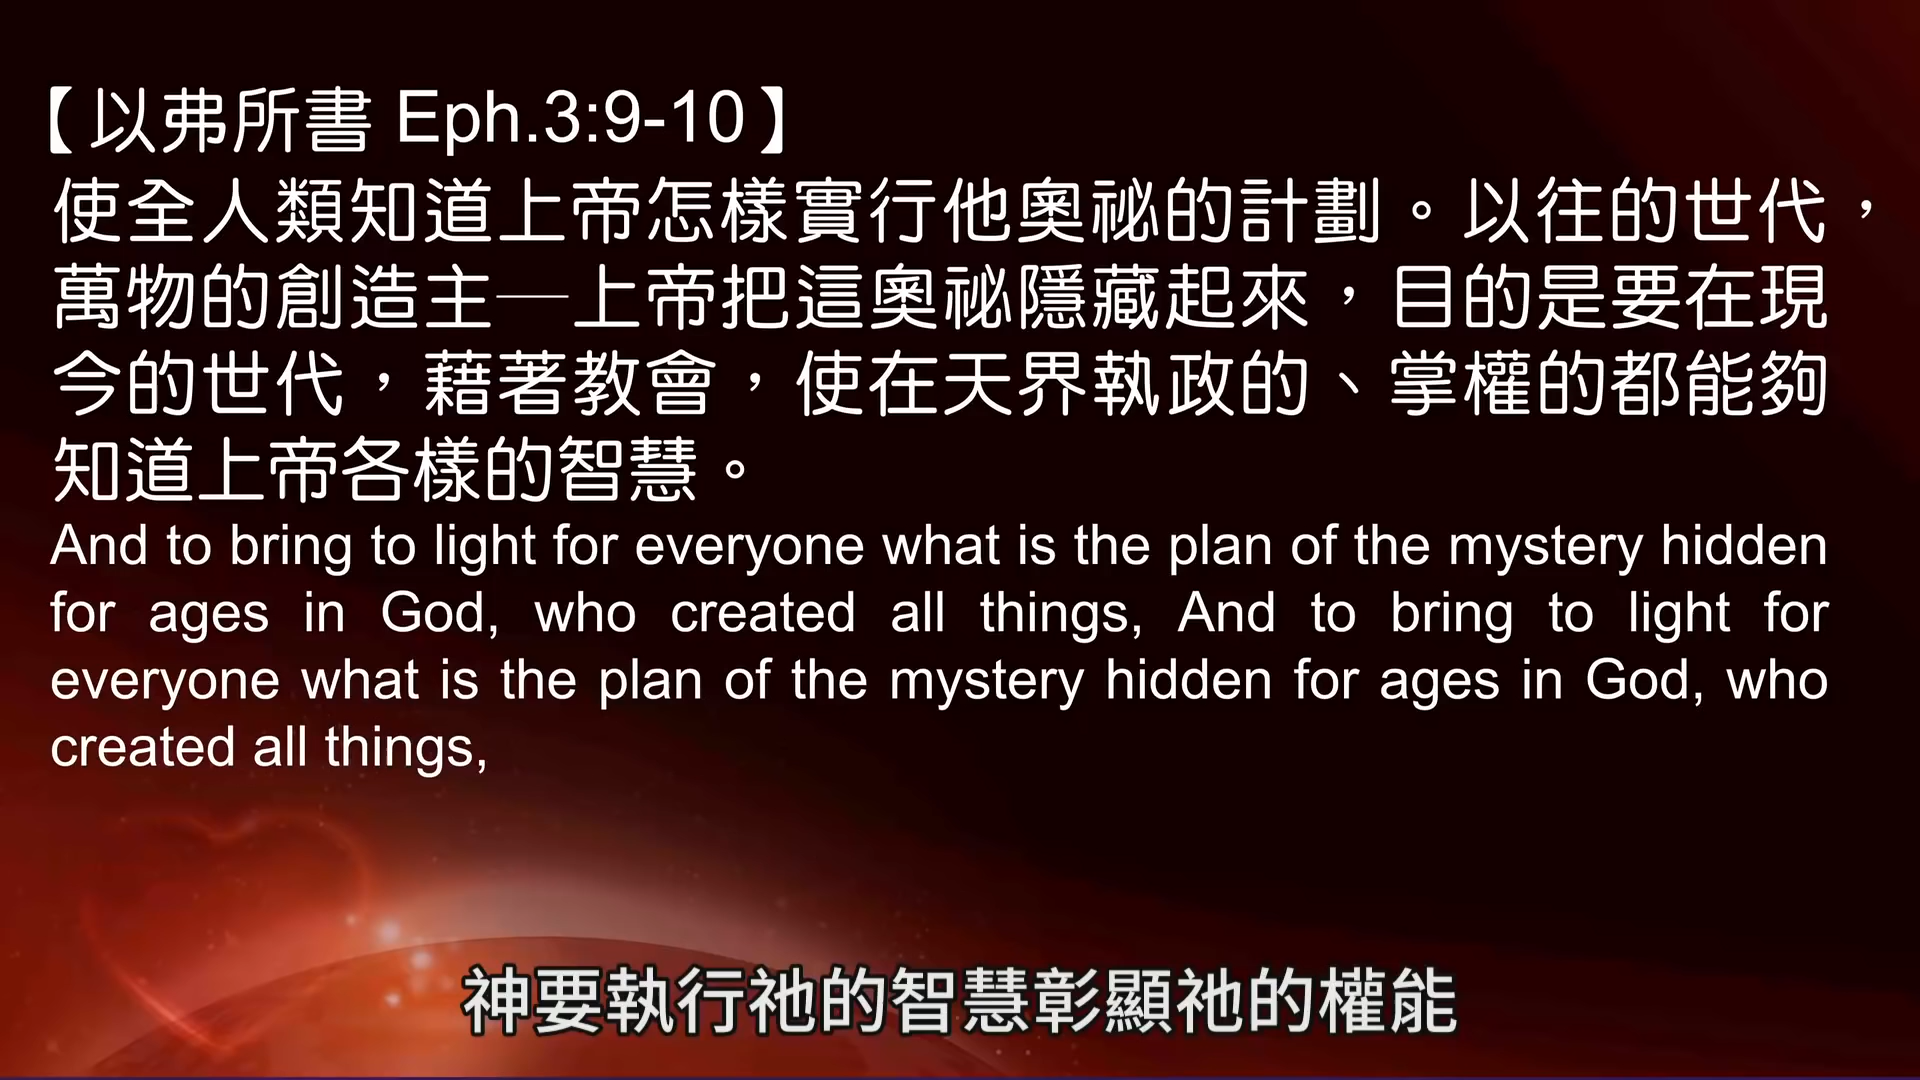 【以弗所書 Eph.3:9-10】
使全人類知道上帝怎樣實行他奧祕的計劃。以往的世代，
萬物的創造主─上帝把這奧祕隱藏起來，目的是要在現
今的世代，藉著教會，使在天界執政的、掌權的都能夠
知道上帝各樣的智慧。
And to bring to light for everyone what is the plan of the mystery hidden
for ages in God, who created all things, And to bring to light for
everyone what is the plan of the mystery hidden for ages in God, who
created all things,
神要執行祂的智慧彰顯祂的權能